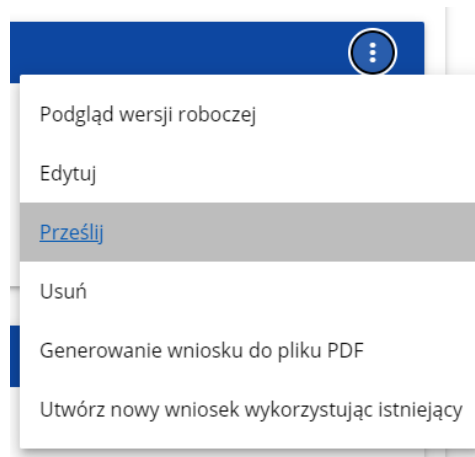 Podgląd wersji roboczej
Edytuj
Prześlij
Usuń
Generowanie wniosku do pliku PDF
Utwórz nowy wniosek wykorzystując istniejący